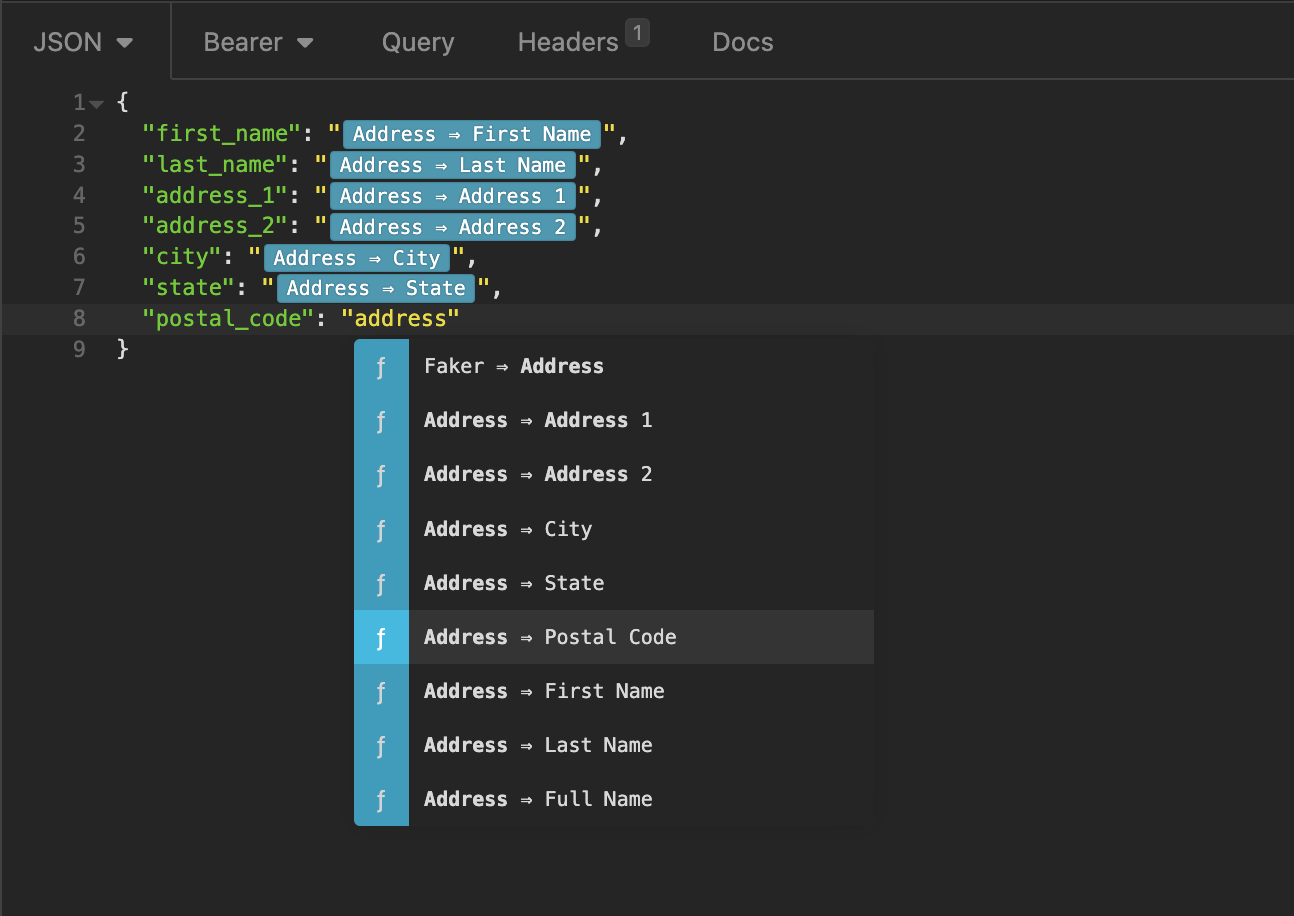 JSON Bearer Query Headers 1 Docs
1 {
2 "first_name": "Address ⇒ First Name",
3 "last_name": "Address ⇒ Last Name",
4 "address_1": "Address ⇒ Address 1",
5 "address_2": "Address ⇒ Address 2",
6 "city": "Address ⇒ City",
7 "state": "Address ⇒ State",
8 "postal_code": "address"
9 }
ƒ Faker ⇒ Address
ƒ Address ⇒ Address 1
ƒ Address ⇒ Address 2
ƒ Address ⇒ City
ƒ Address ⇒ State
ƒ Address ⇒ Postal Code
ƒ Address ⇒ First Name
ƒ Address ⇒ Last Name
ƒ Address ⇒ Full Name